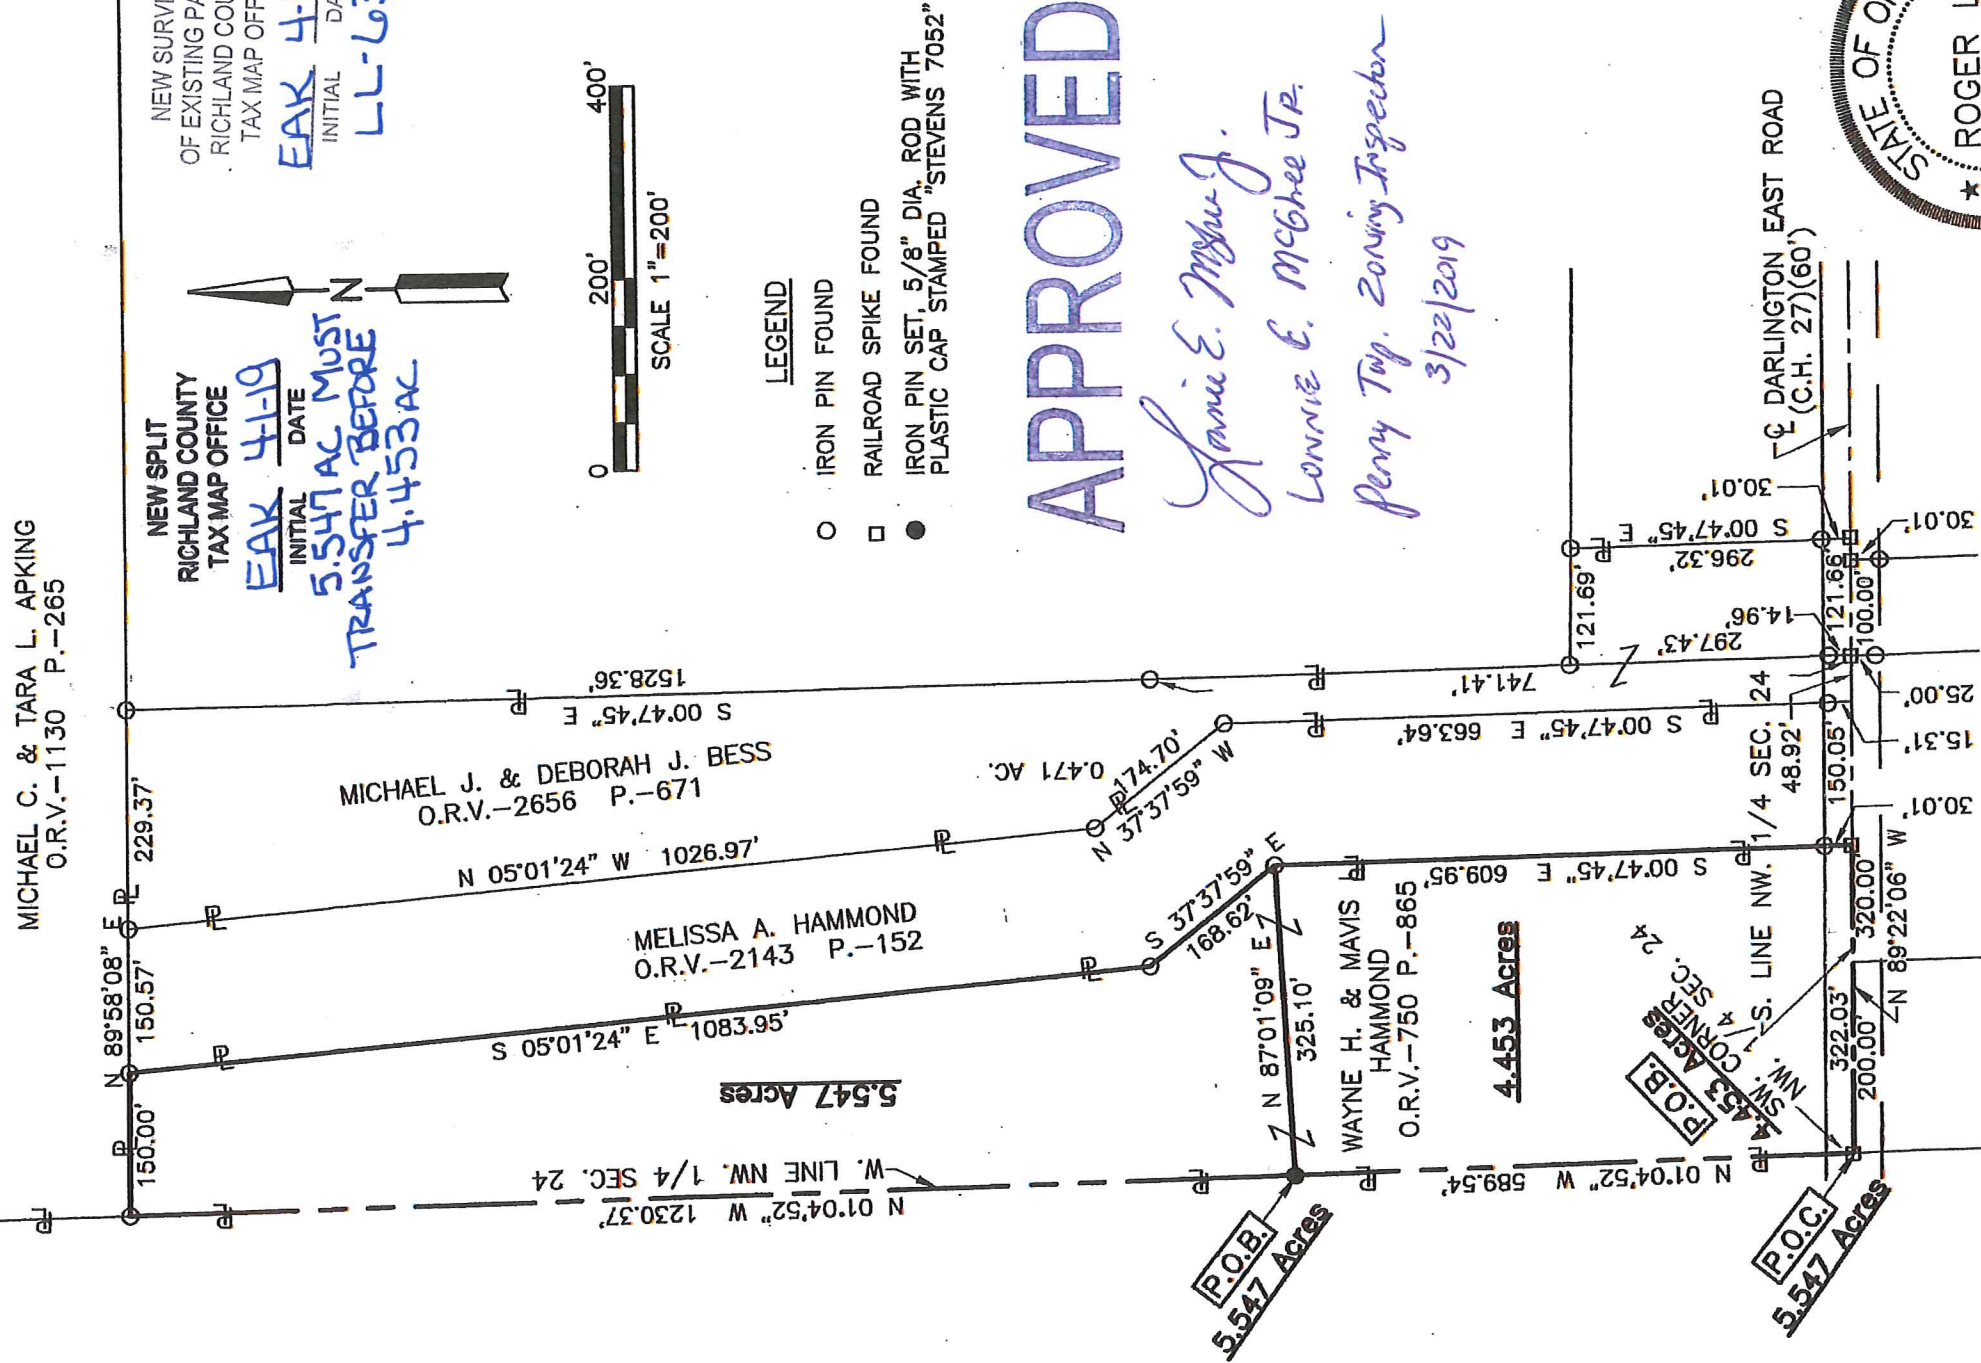 MICHAEL C. & TARA L. APKING
O.R.V.-1130 P.-265
NEW SPLIT
RICHLAND COUNTY
TAX MAP OFFICE
EAK 4-1-19
INITIAL DATE
5.547 AC MUST
TRANSFER BEFORE
4.453 AC
NEW SURVE
OF EXISTING PA
RICHLAND COU
TAX MAP OFF
EAK 4-
INITIAL DA
LL-63
N
0 200' 400'
SCALE 1"=200'
LEGEND
IRON PIN FOUND
RAILROAD SPIKE FOUND
IRON PIN SET, 5/8" DIA. ROD WITH
PLASTIC CAP STAMPED "STEVENS 7052"
APPROVED
Lonnie E. McGhee Jr.
LONNIE E. McGhee JR.
Perry Twp. Zoning Inspector
3/22/2019
STATE OF O
★ ROGER L
N 89°58'08" E
150.00'
150.57'
229.37'
S 00°47'45" E
1528.36'
MICHAEL J. & DEBORAH J. BESS
O.R.V.-2656 P.-671
N 05°01'24" W 1026.97'
MELISSA A. HAMMOND
O.R.V.-2143 P.-152
S 05°01'24" E 1083.95'
5.547 Acres
W. LINE NW. 1/4 SEC. 24
N 01°04'52" W 1230.37'
0.471 AC.
174.70'
N 37°37'59" W
S 37°37'59" E
168.62'
N 87°01'09" E
325.10'
741.41'
S 00°47'45" E 663.64'
121.69'
297.43'
296.32'
S 00°47'45" E
WAYNE H. & MAVIS
HAMMOND
O.R.V.-750 P.-865
S 00°47'45" E 609.95'
4.453 Acres
N 01°04'52" W 589.54'
P.O.B.
5.547 Acres
P.O.B.
4.453 Acres
P.O.C.
5.547 Acres
SW. CORNER
NW. 1/4 SEC. 24
S. LINE NW. 1/4 SEC. 24
℄ DARLINGTON EAST ROAD
(C.H. 27)(60')
30.01'
30.01'
14.96'
121.66'
100.00'
25.00'
48.92'
15.31'
150.05'
30.01'
320.00'
322.03'
200.00'
N 89°22'06" W